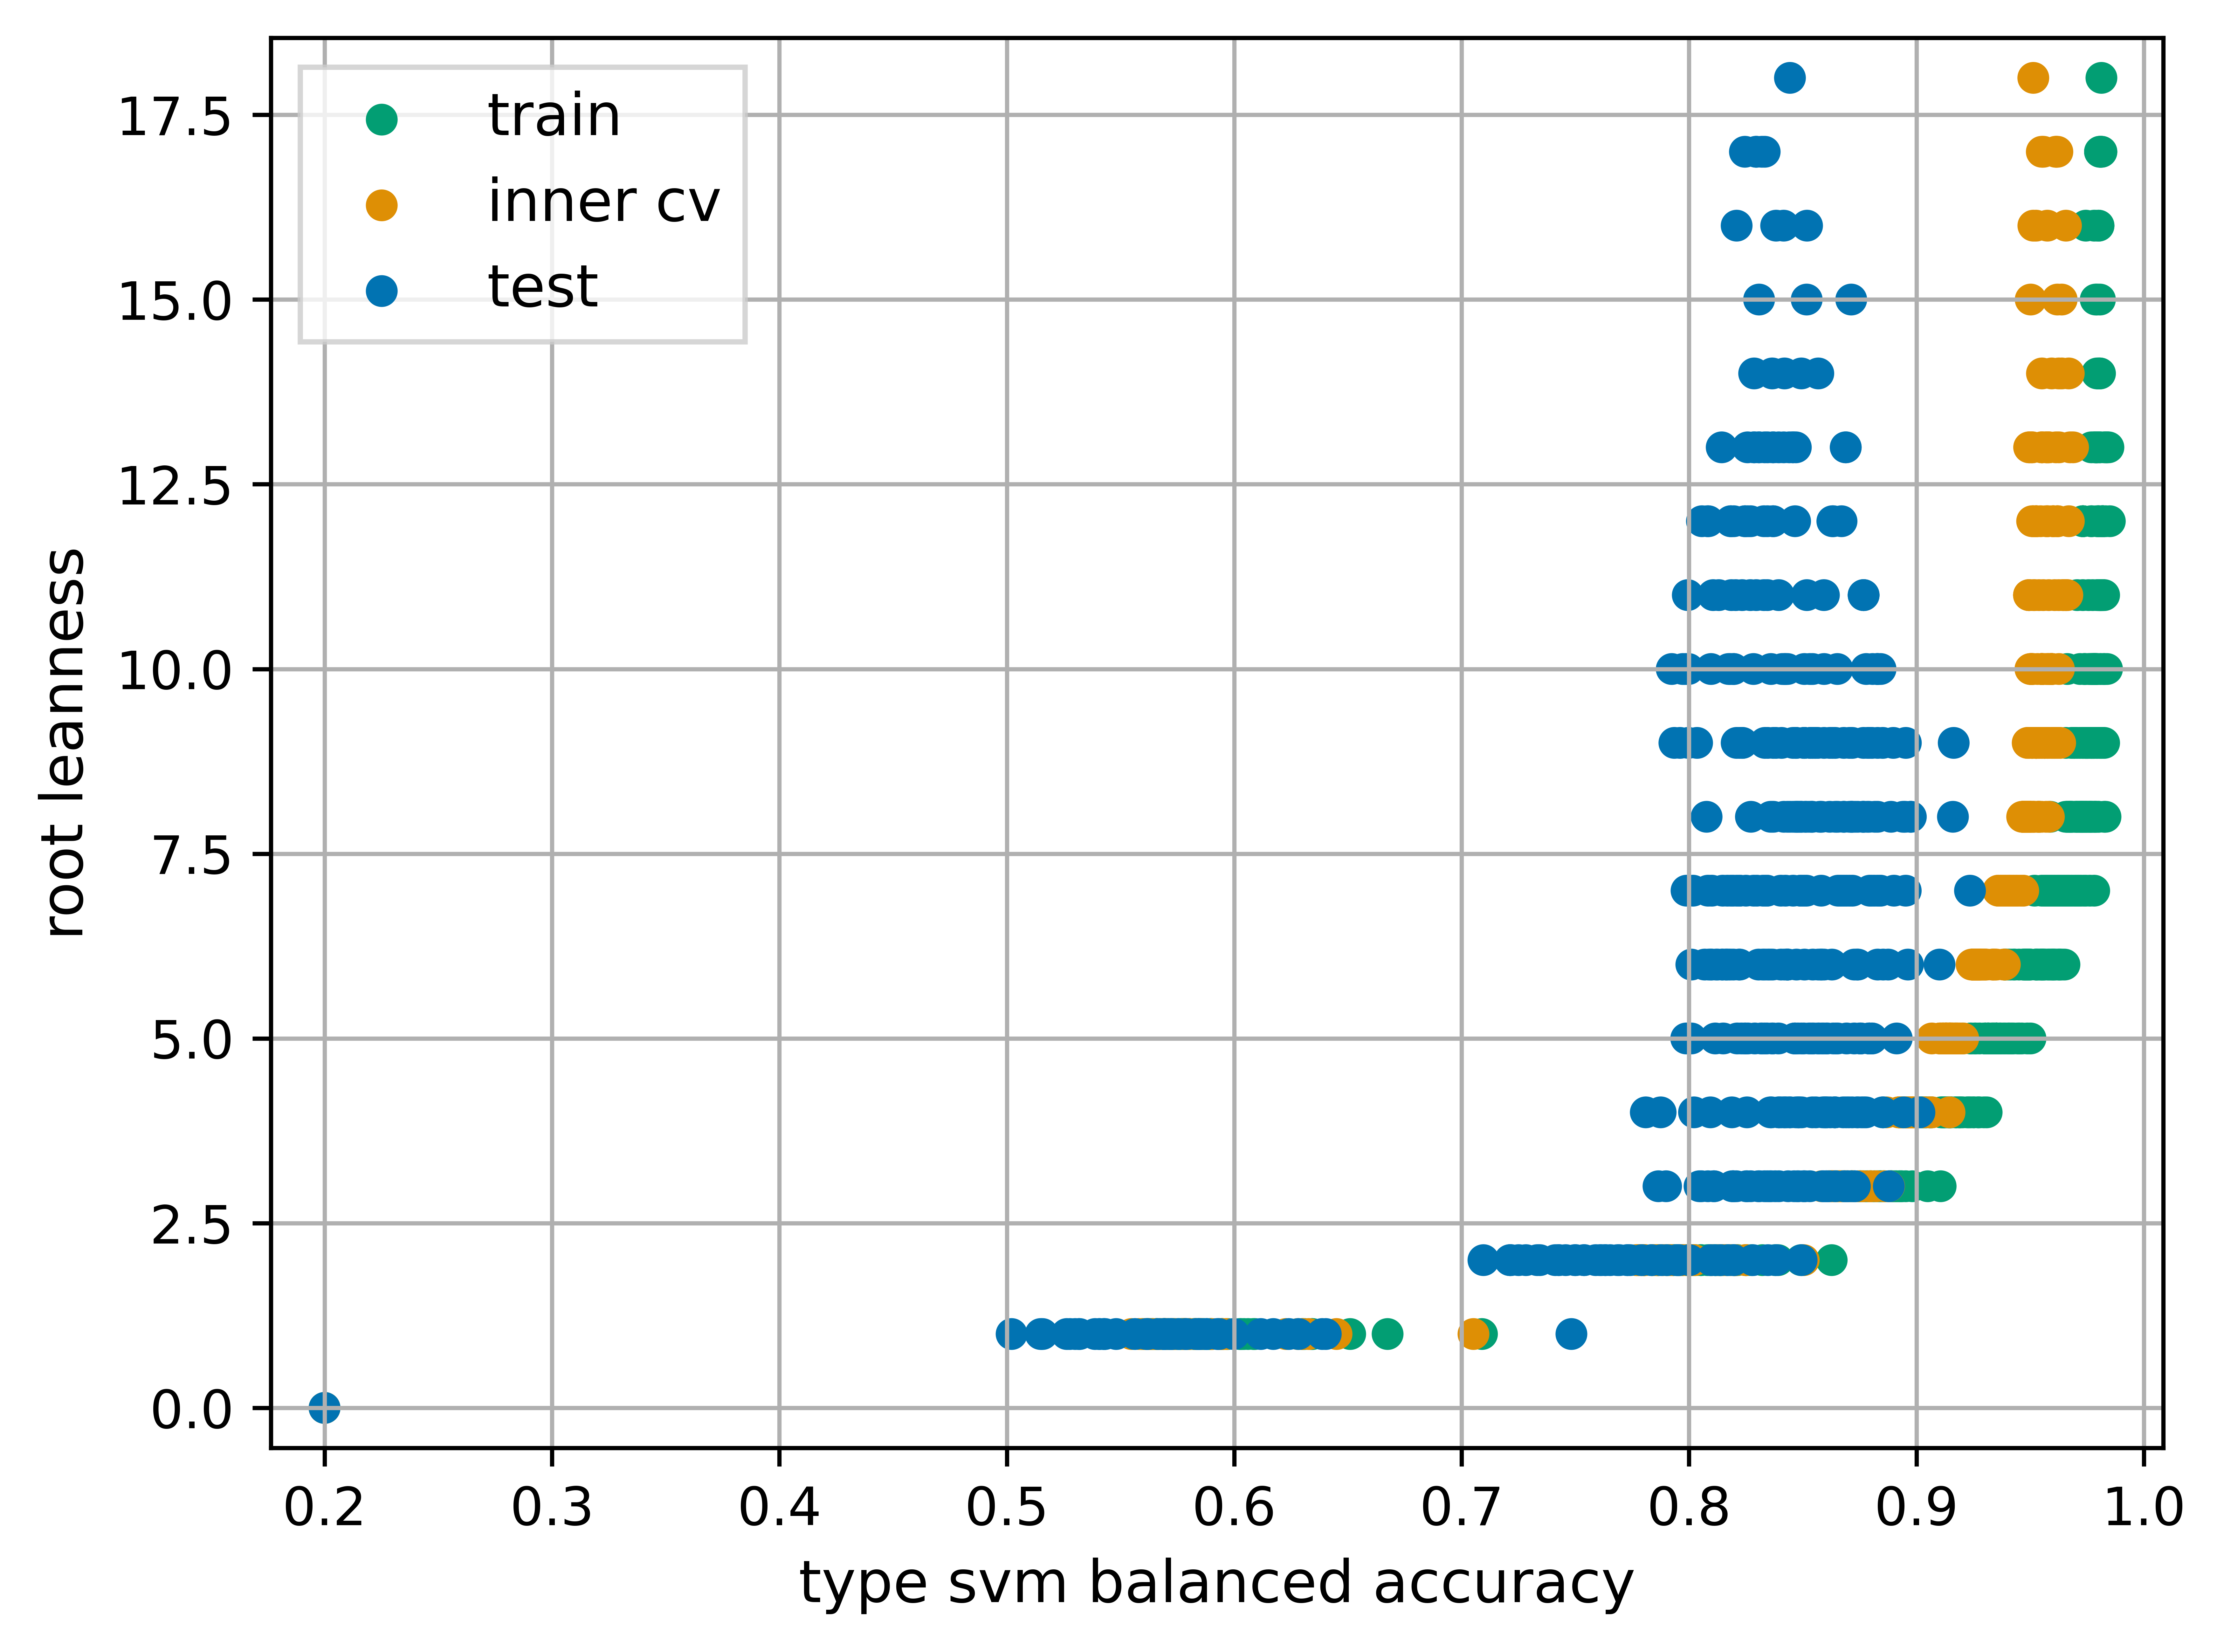 train
inner cv
test
17.5
15.0
12.5
10.0
7.5
5.0
2.5
0.0
root leanness
0.2 0.3 0.4 0.5 0.6 0.7 0.8 0.9 1.0
type svm balanced accuracy